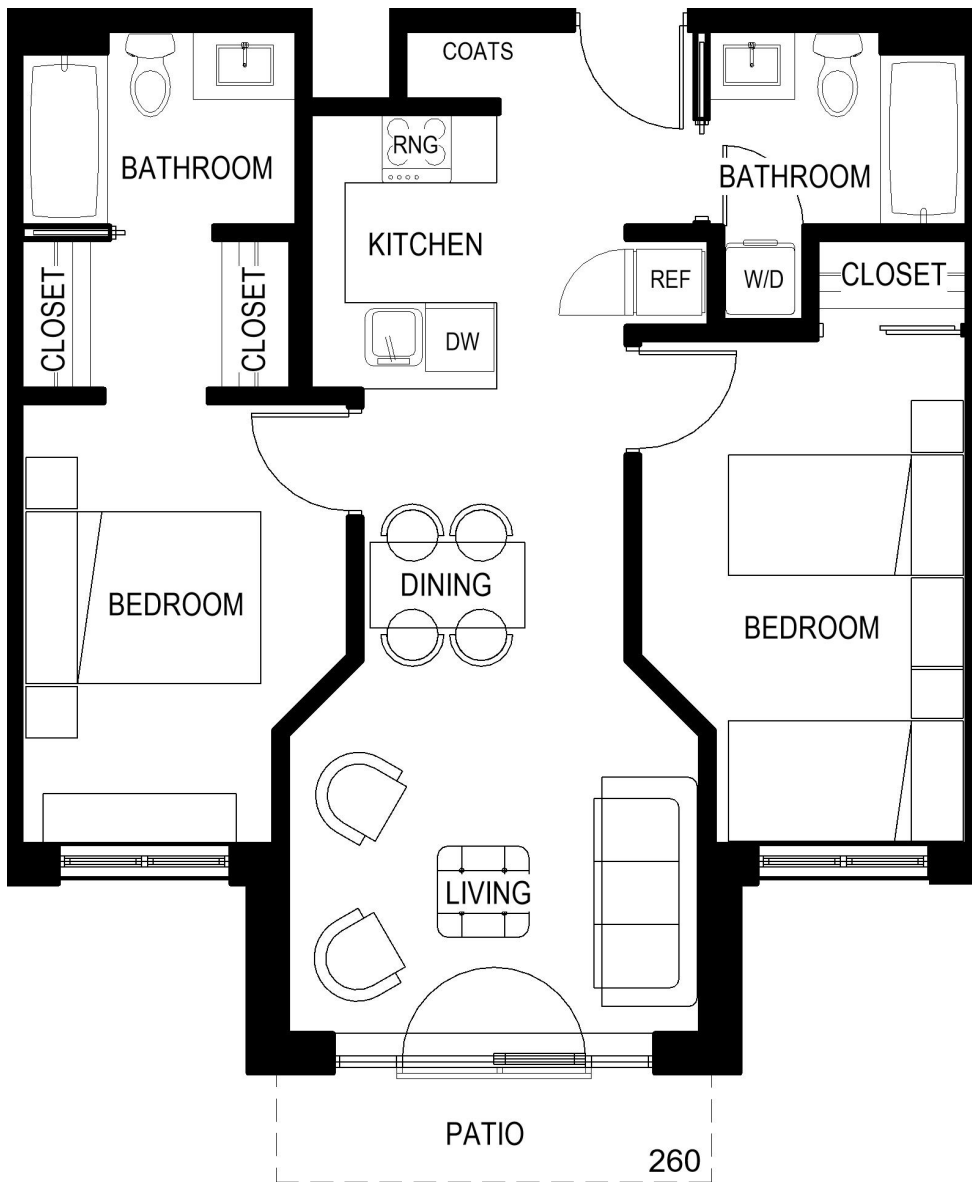 COATS
RNG
BATHROOM
BATHROOM
KITCHEN
REF
W/D
CLOSET
CLOSET
CLOSET
DW
DINING
BEDROOM
BEDROOM
LIVING
PATIO
260